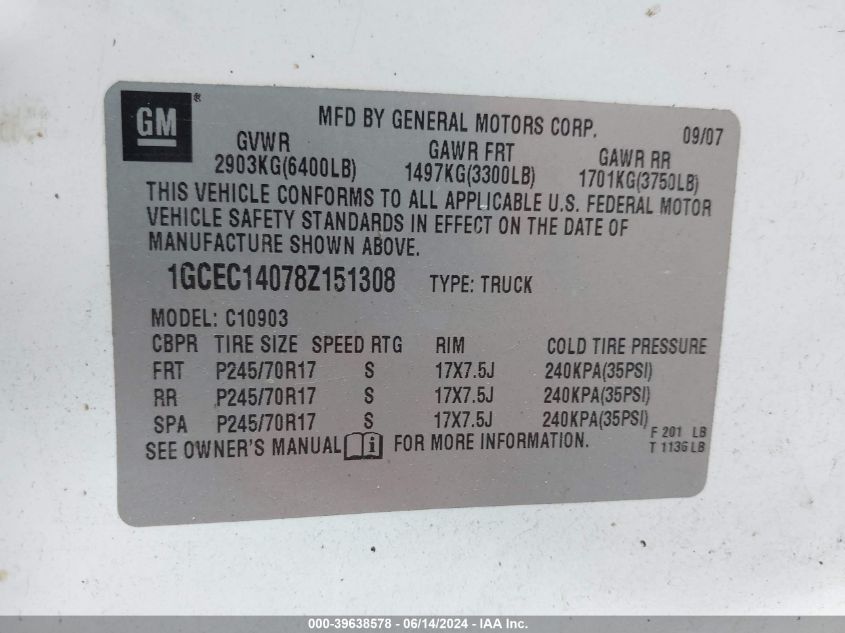 GM ® MFD BY GENERAL MOTORS CORP. 09/07
GVWR GAWR FRT GAWR RR
2903KG(6400LB) 1497KG(3300LB) 1701KG(3750LB)
THIS VEHICLE CONFORMS TO ALL APPLICABLE U.S. FEDERAL MOTOR
VEHICLE SAFETY STANDARDS IN EFFECT ON THE DATE OF
MANUFACTURE SHOWN ABOVE.
1GCEC14078Z151308 TYPE: TRUCK
MODEL: C10903
CBPR TIRE SIZE SPEED RTG RIM COLD TIRE PRESSURE
FRT P245/70R17 S 17X7.5J 240KPA(35PSI)
RR P245/70R17 S 17X7.5J 240KPA(35PSI)
SPA P245/70R17 S 17X7.5J 240KPA(35PSI)
SEE OWNER'S MANUAL i FOR MORE INFORMATION.
F 201 LB
T 1136 LB
000-39638578 - 06/14/2024 - IAA Inc.